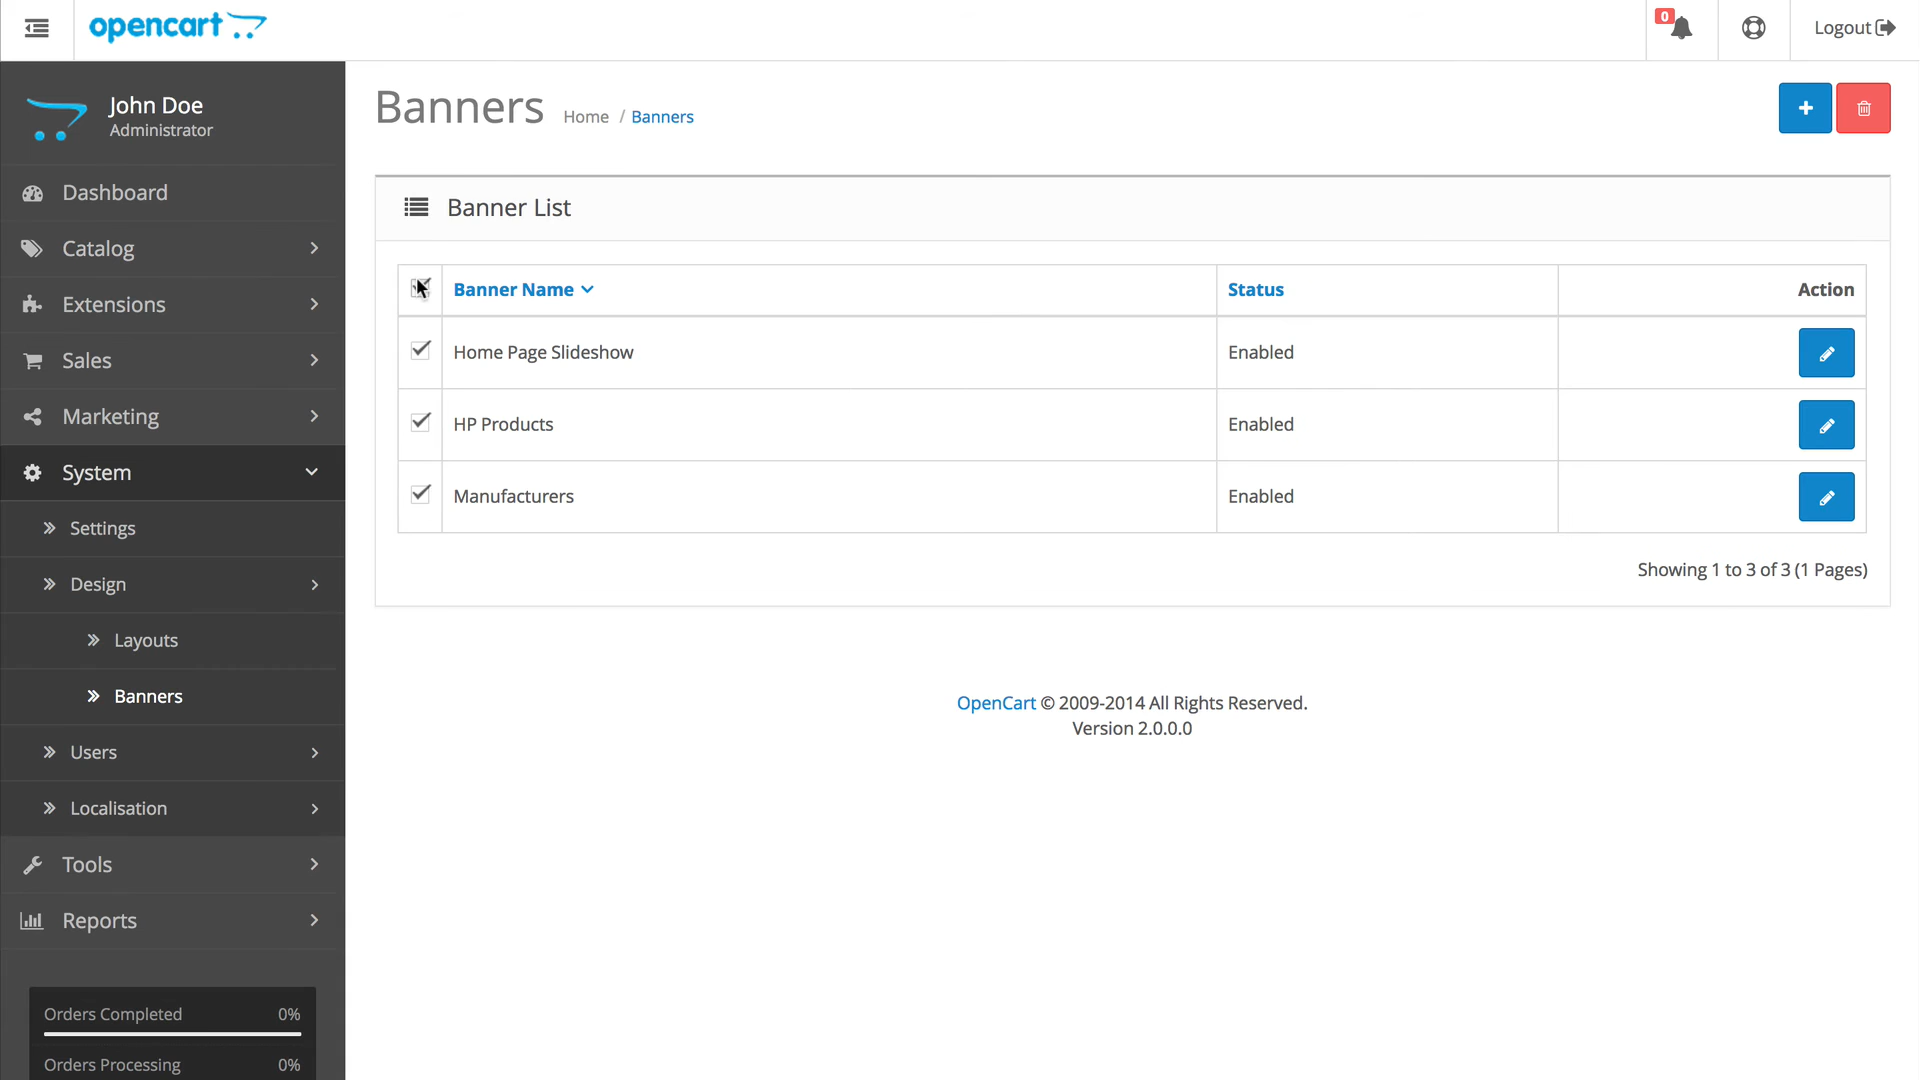 opencart
0
Logout
John Doe
Administrator
Dashboard
Catalog
Extensions
Sales
Marketing
System
Settings
Design
Layouts
Banners
Users
Localisation
Tools
Reports
Orders Completed 0%
Orders Processing 0%
Banners Home / Banners
Banner List
Banner Name Status Action
Home Page Slideshow Enabled
HP Products Enabled
Manufacturers Enabled
Showing 1 to 3 of 3 (1 Pages)
OpenCart © 2009-2014 All Rights Reserved.
Version 2.0.0.0